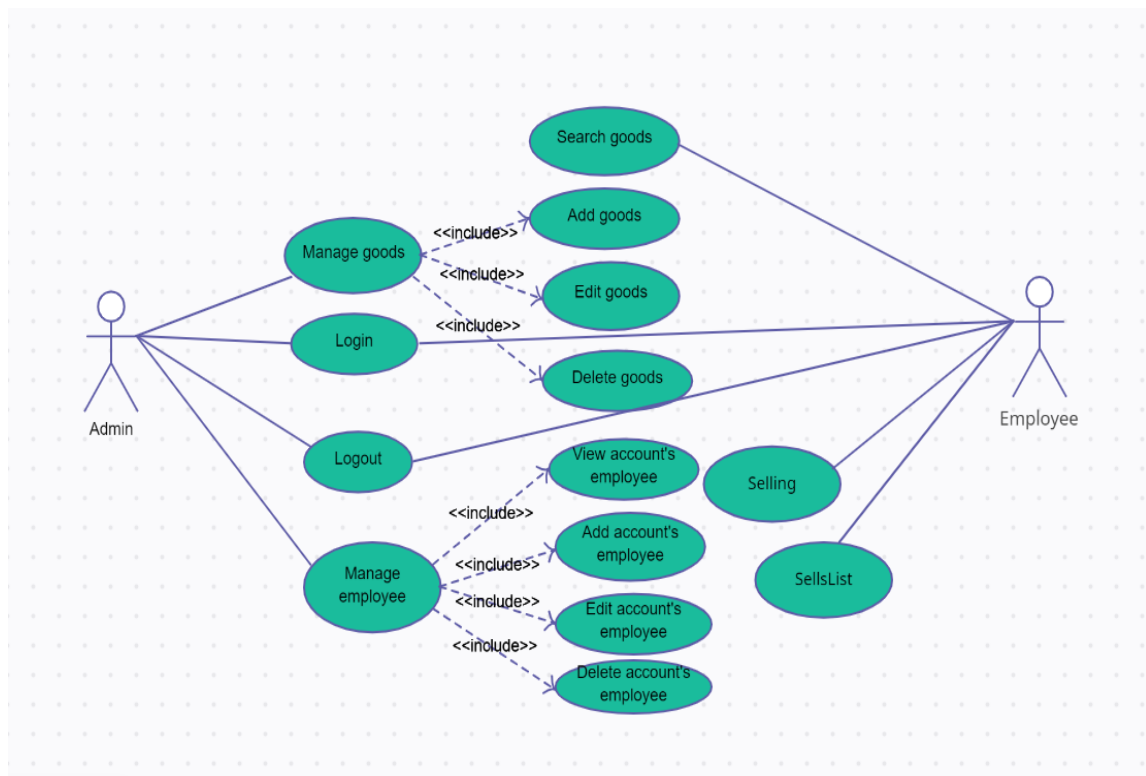 Search goods
Add goods
<<include>>
Manage goods
<<include>>
Edit goods
<<include>>
Login
Delete goods
Admin
Employee
Logout
View account's
employee
Selling
<<include>>
Add account's
employee
<<include>>
Manage
employee
SellsList
<<include>>
Edit account's
employee
<<include>>
Delete account's
employee